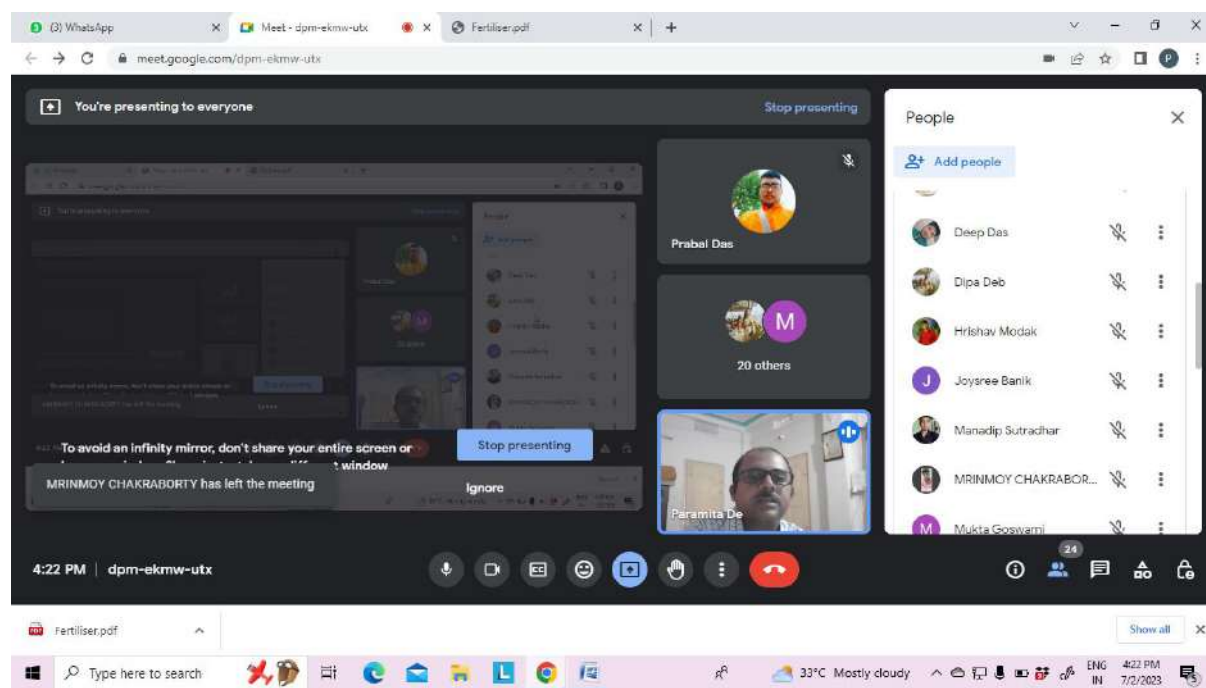 (3) WhatsApp
Meet - dpm-ekmw-utx
Fertiliser.pdf
meet.google.com/dpm-ekmw-utx
P
You're presenting to everyone
Stop presenting
People
Add people
Prabal Das
M
20 others
Paramita De
Deep Das
Dipa Deb
Hrishav Modak
J
Joysree Banik
Manadip Sutradhar
MRINMOY CHAKRABOR...
M
Mukta Goswami
To avoid an infinity mirror, don't share your entire screen or
window
Stop presenting
MRINMOY CHAKRABORTY has left the meeting
Ignore
4:22 PM | dpm-ekmw-utx
CC
24
Fertiliser.pdf
Show all
Type here to search
L
33°C Mostly cloudy
ENG
IN
4:22 PM
7/2/2023